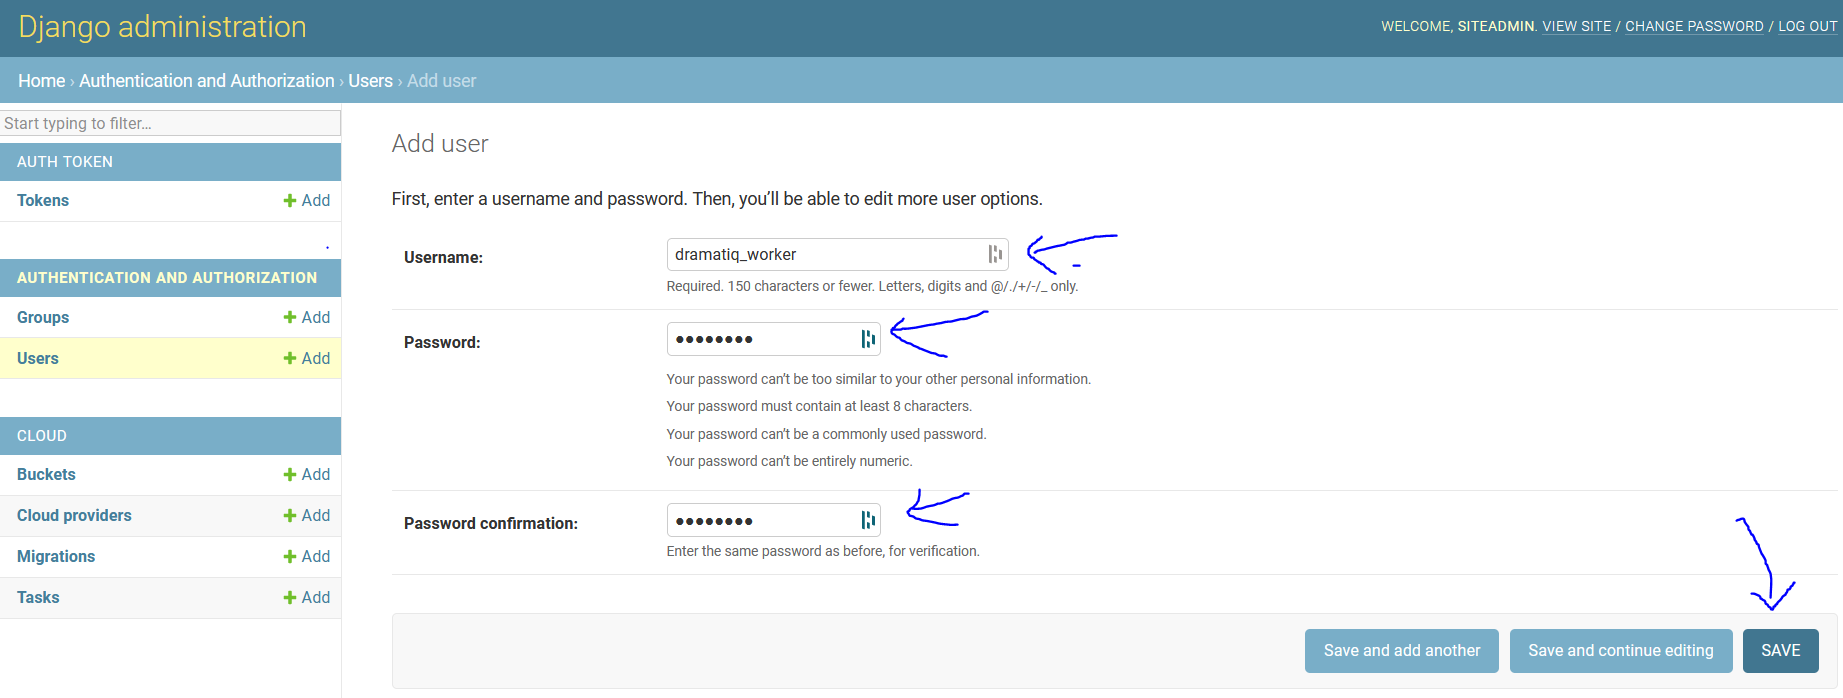 Django administration
WELCOME, SITEADMIN. VIEW SITE / CHANGE PASSWORD / LOG OUT
Home › Authentication and Authorization › Users › Add user
Start typing to filter...
AUTH TOKEN
Tokens + Add
AUTHENTICATION AND AUTHORIZATION
Groups + Add
Users + Add
CLOUD
Buckets + Add
Cloud providers + Add
Migrations + Add
Tasks + Add
Add user
First, enter a username and password. Then, you’ll be able to edit more user options.
Username: dramatiq_worker
Required. 150 characters or fewer. Letters, digits and @/./+/-/_ only.
Password: ●●●●●●●●
Your password can’t be too similar to your other personal information.
Your password must contain at least 8 characters.
Your password can’t be a commonly used password.
Your password can’t be entirely numeric.
Password confirmation: ●●●●●●●●
Enter the same password as before, for verification.
Save and add another Save and continue editing SAVE